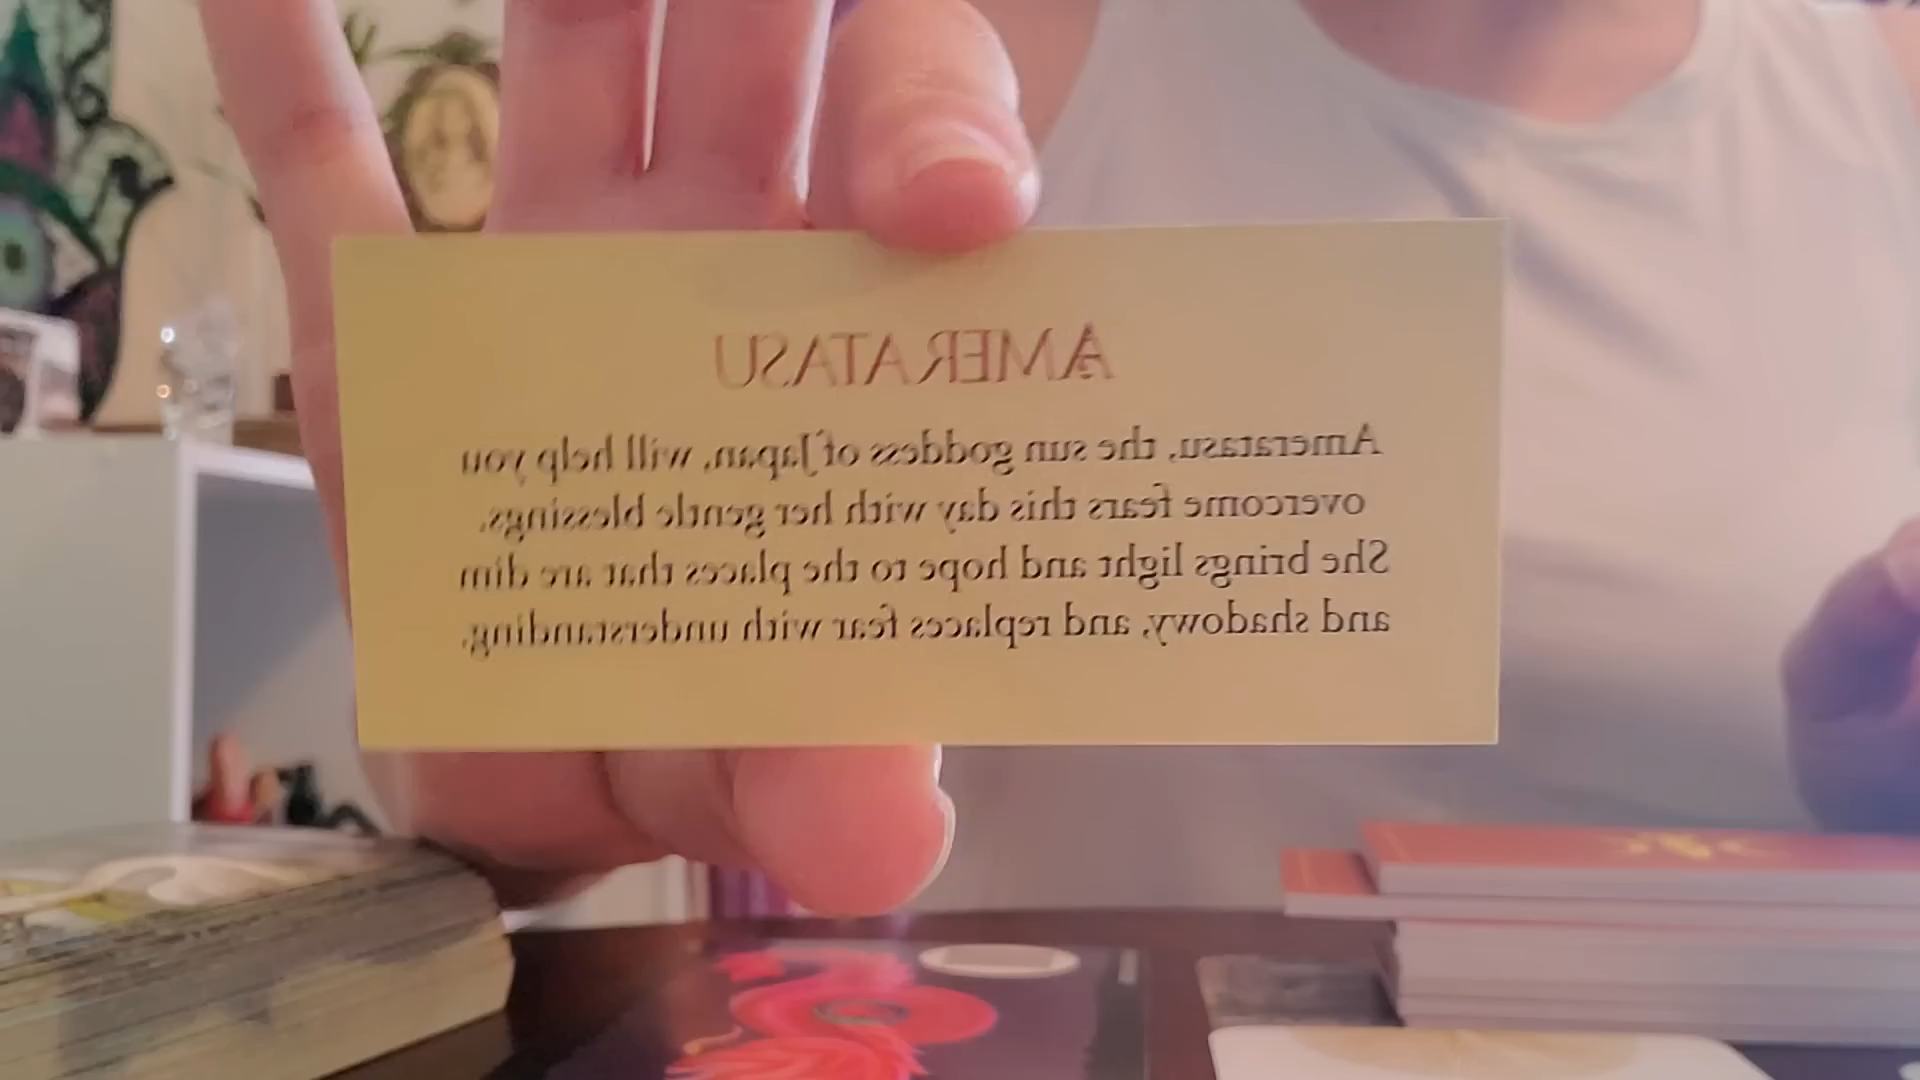 AMERATASU
Ameratasu, the sun goddess of Japan, will help you
overcome fears this day with her gentle blessings.
She brings light and hope to the places that are dim
and shadowy, and replaces fear with understanding.